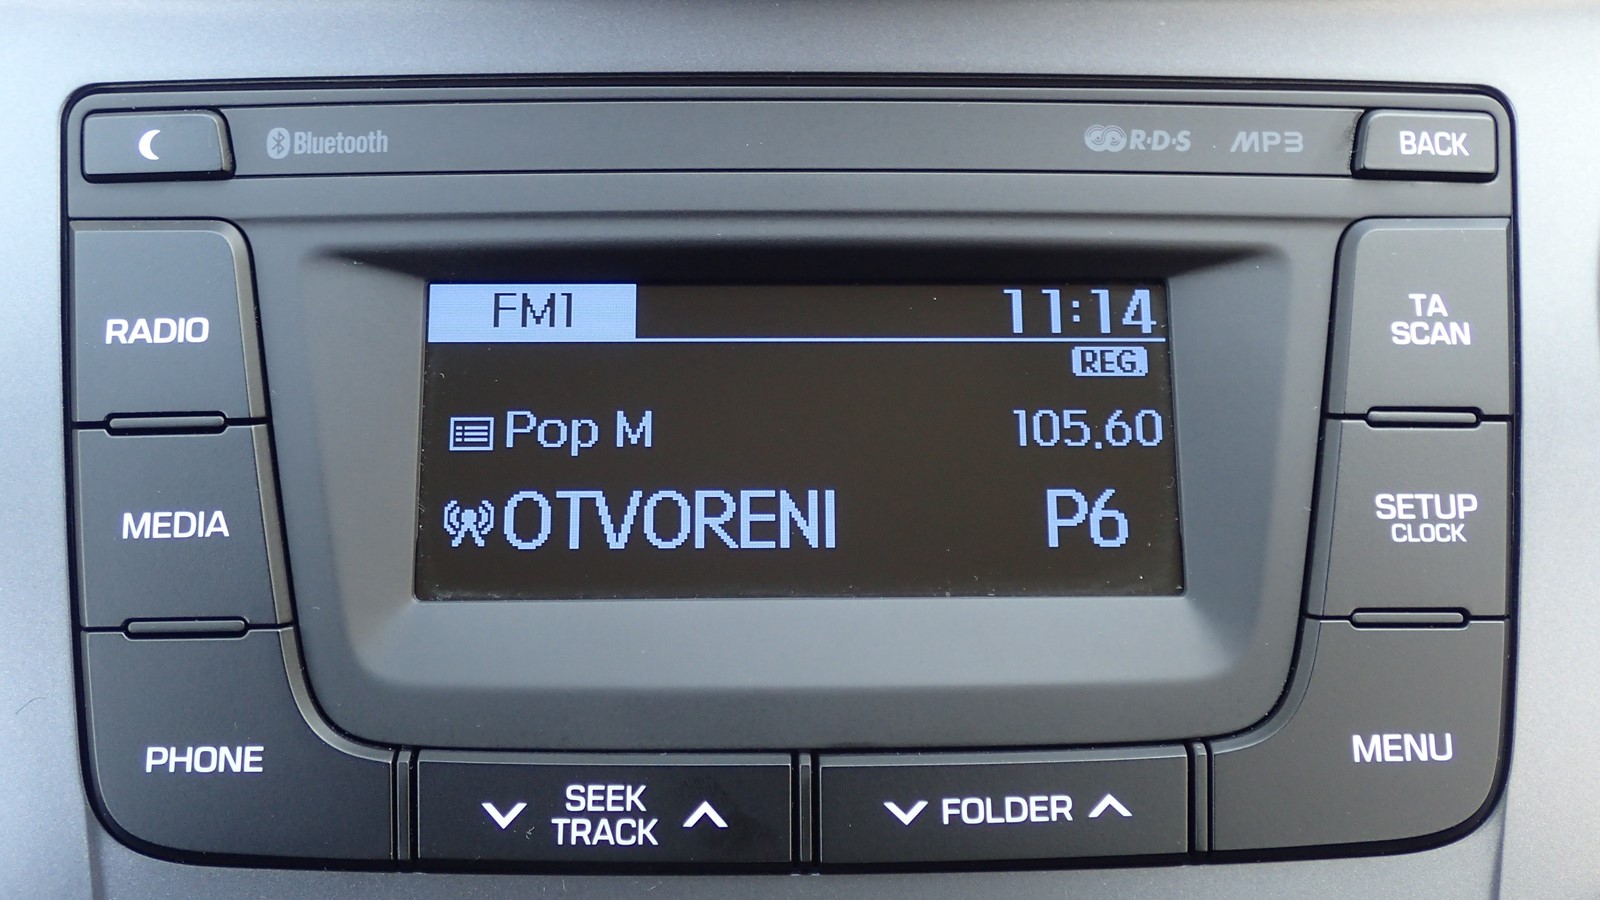 Bluetooth
R·D·S
MP3
BACK
RADIO
MEDIA
PHONE
FM1
11:14
REG.
Pop M
105.60
OTVORENI
P6
TA
SCAN
SETUP
CLOCK
MENU
SEEK
TRACK
FOLDER